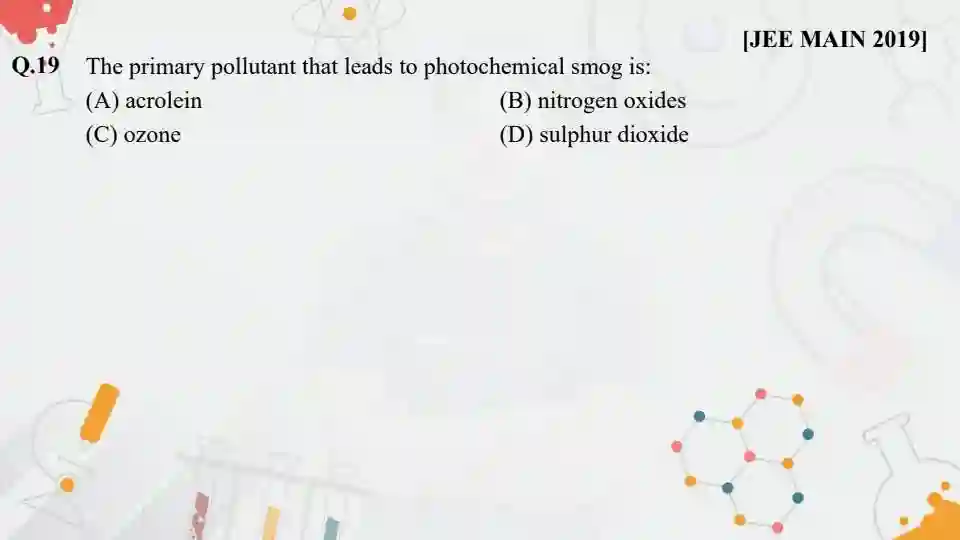 [JEE MAIN 2019]
Q.19 The primary pollutant that leads to photochemical smog is:
(A) acrolein (B) nitrogen oxides
(C) ozone (D) sulphur dioxide